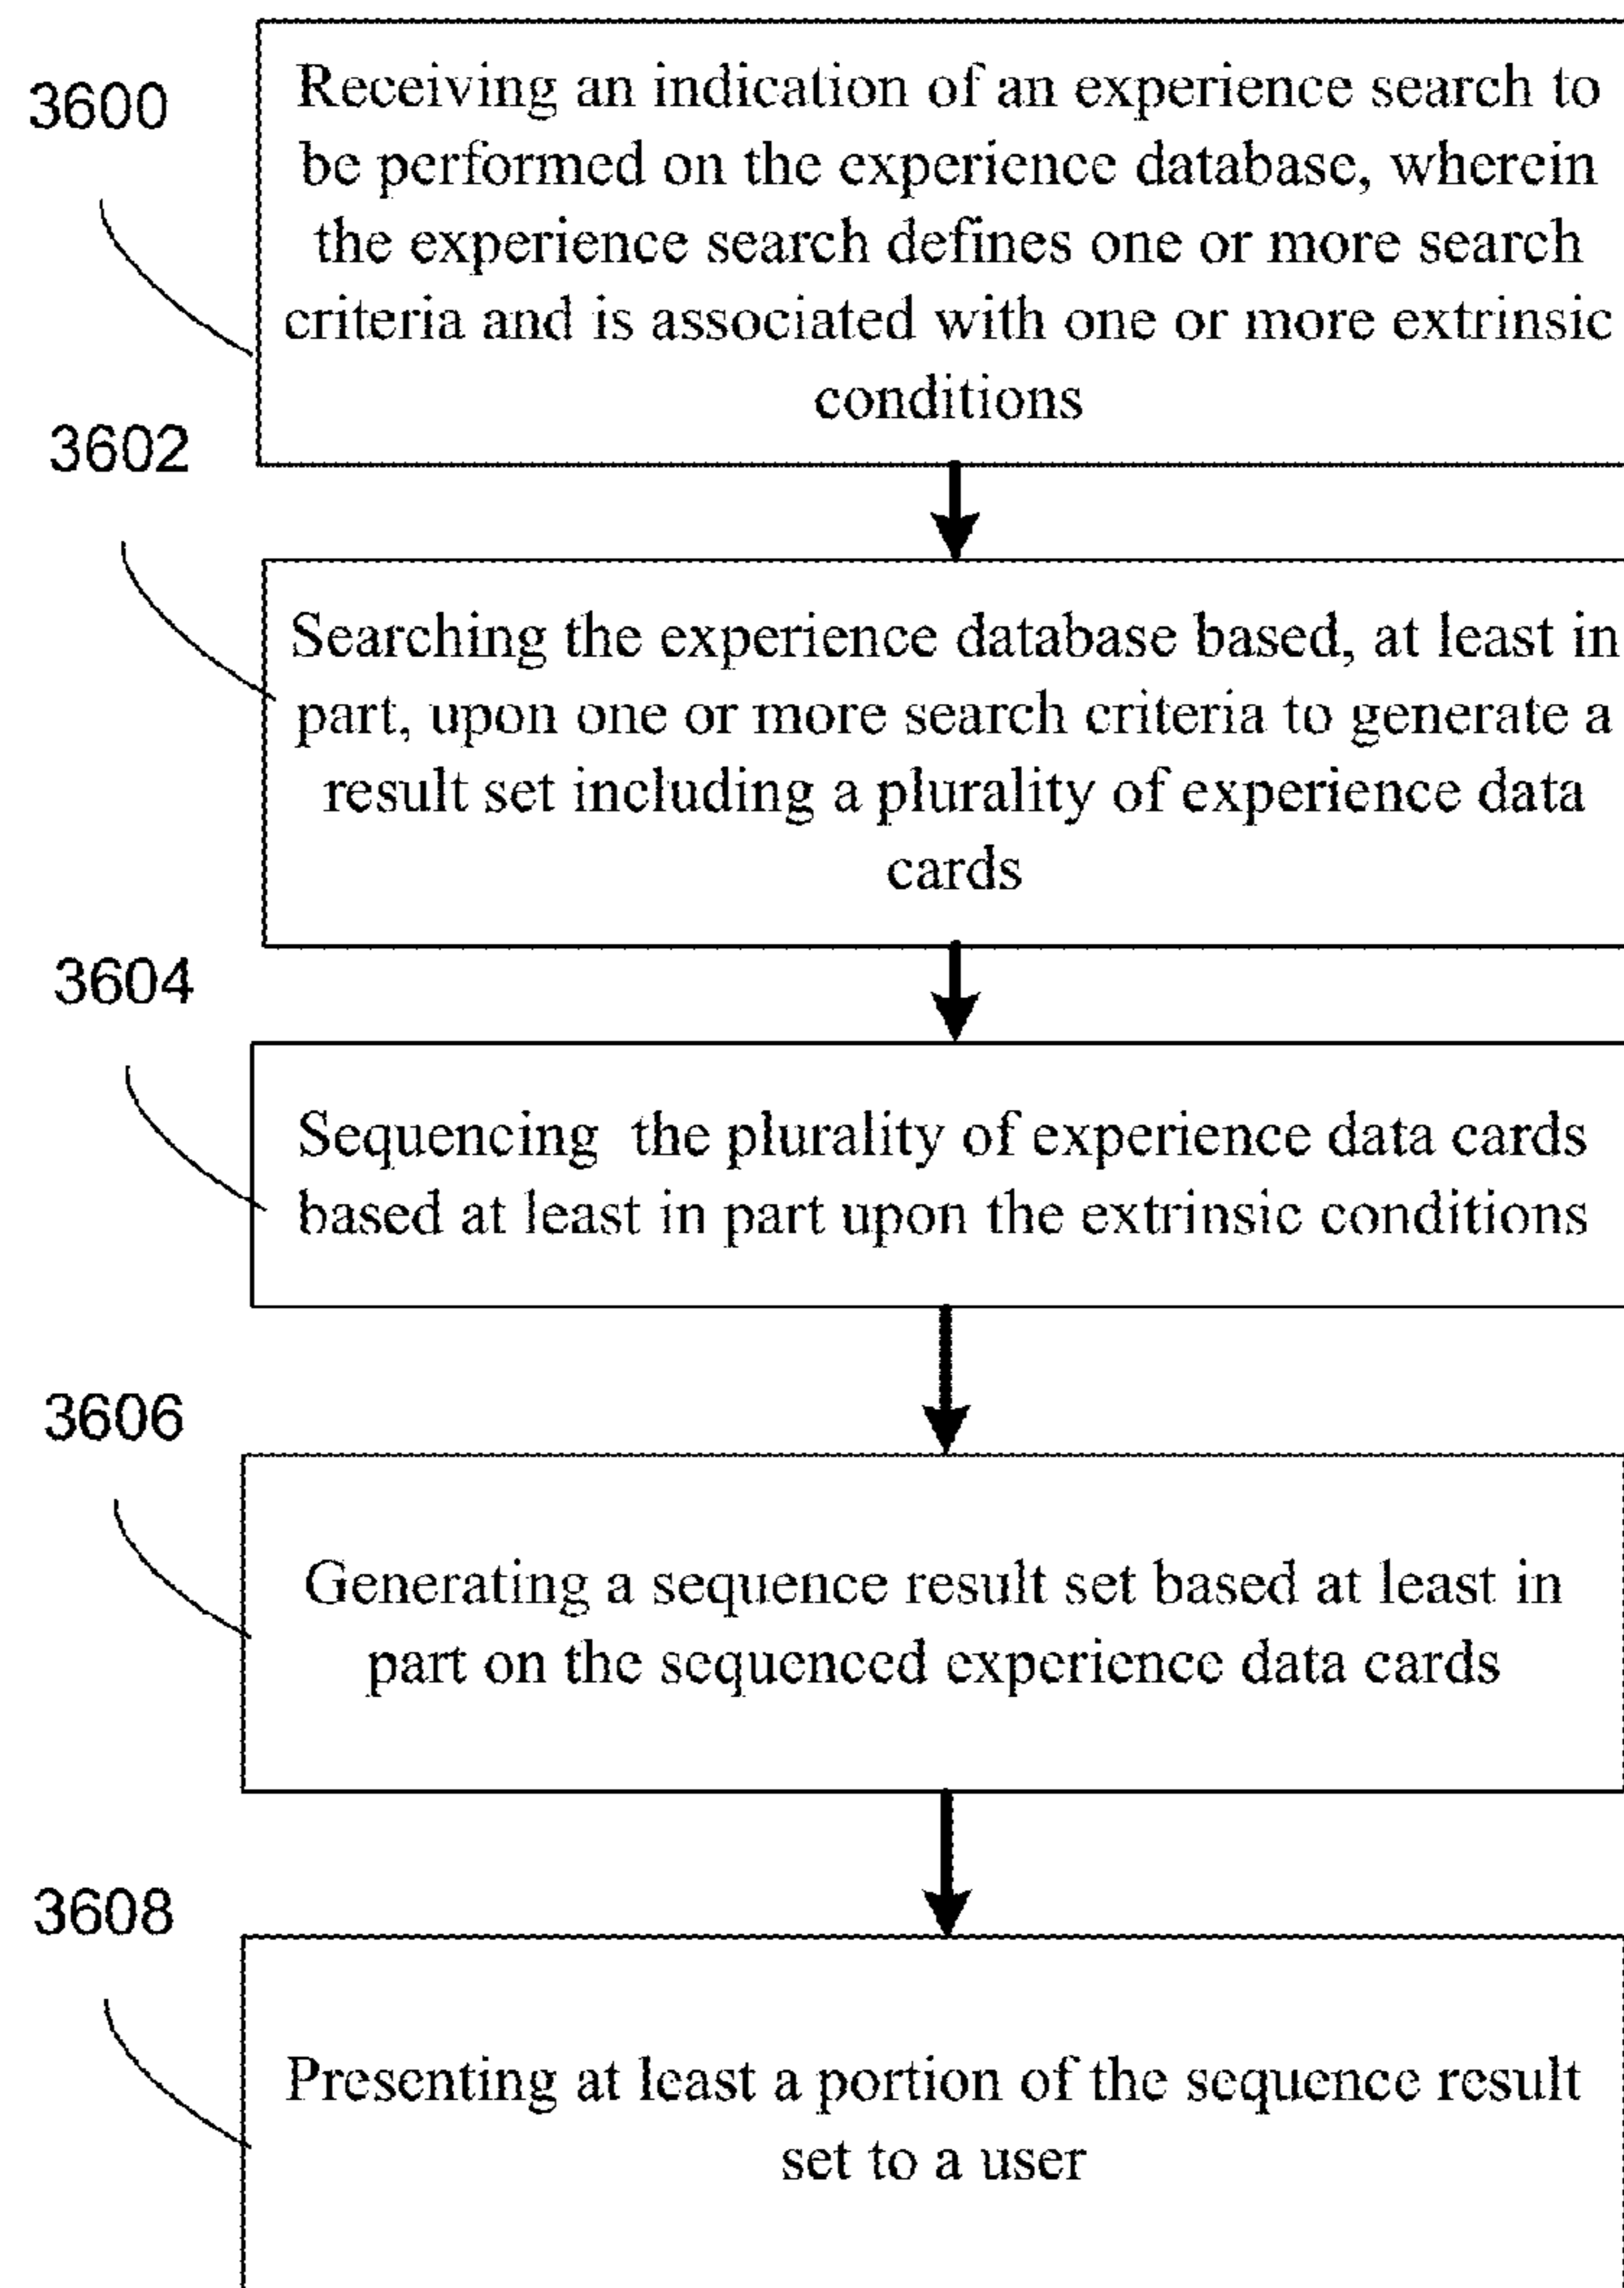 3600
Receiving an indication of an experience search to
be performed on the experience database, wherein
the experience search defines one or more search
criteria and is associated with one or more extrinsic
conditions
3602
Searching the experience database based, at least in
part, upon one or more search criteria to generate a
result set including a plurality of experience data
cards
3604
Sequencing the plurality of experience data cards
based at least in part upon the extrinsic conditions
3606
Generating a sequence result set based at least in
part on the sequenced experience data cards
3608
Presenting at least a portion of the sequence result
set to a user